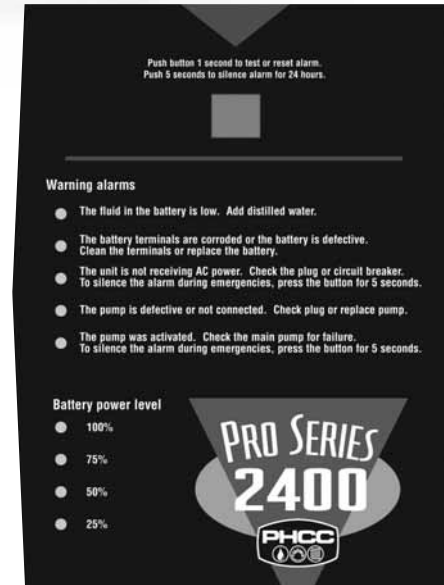 Push button 1 second to test or reset alarm.
Push 5 seconds to silence alarm for 24 hours.
Warning alarms
The fluid in the battery is low. Add distilled water.
The battery terminals are corroded or the battery is defective.
Clean the terminals or replace the battery.
The unit is not receiving AC power. Check the plug or circuit breaker.
To silence the alarm during emergencies, press the button for 5 seconds.
The pump is defective or not connected. Check plug or replace pump.
The pump was activated. Check the main pump for failure.
To silence the alarm during emergencies, press the button for 5 seconds.
Battery power level
100%
75%
50%
25%
PRO SERIES
2400
PHCC